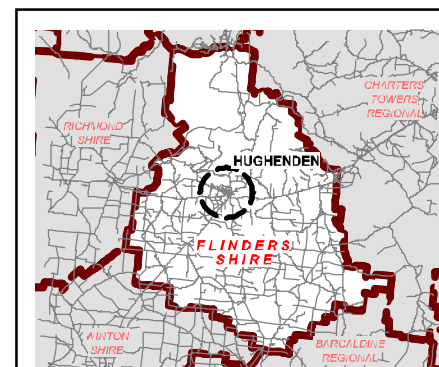 CHARTERS
TOWERS
REGIONAL
RICHMOND
SHIRE
HUGHENDEN
FLINDERS
SHIRE
WINTON
SHIRE
BARCALDINE
REGIONAL